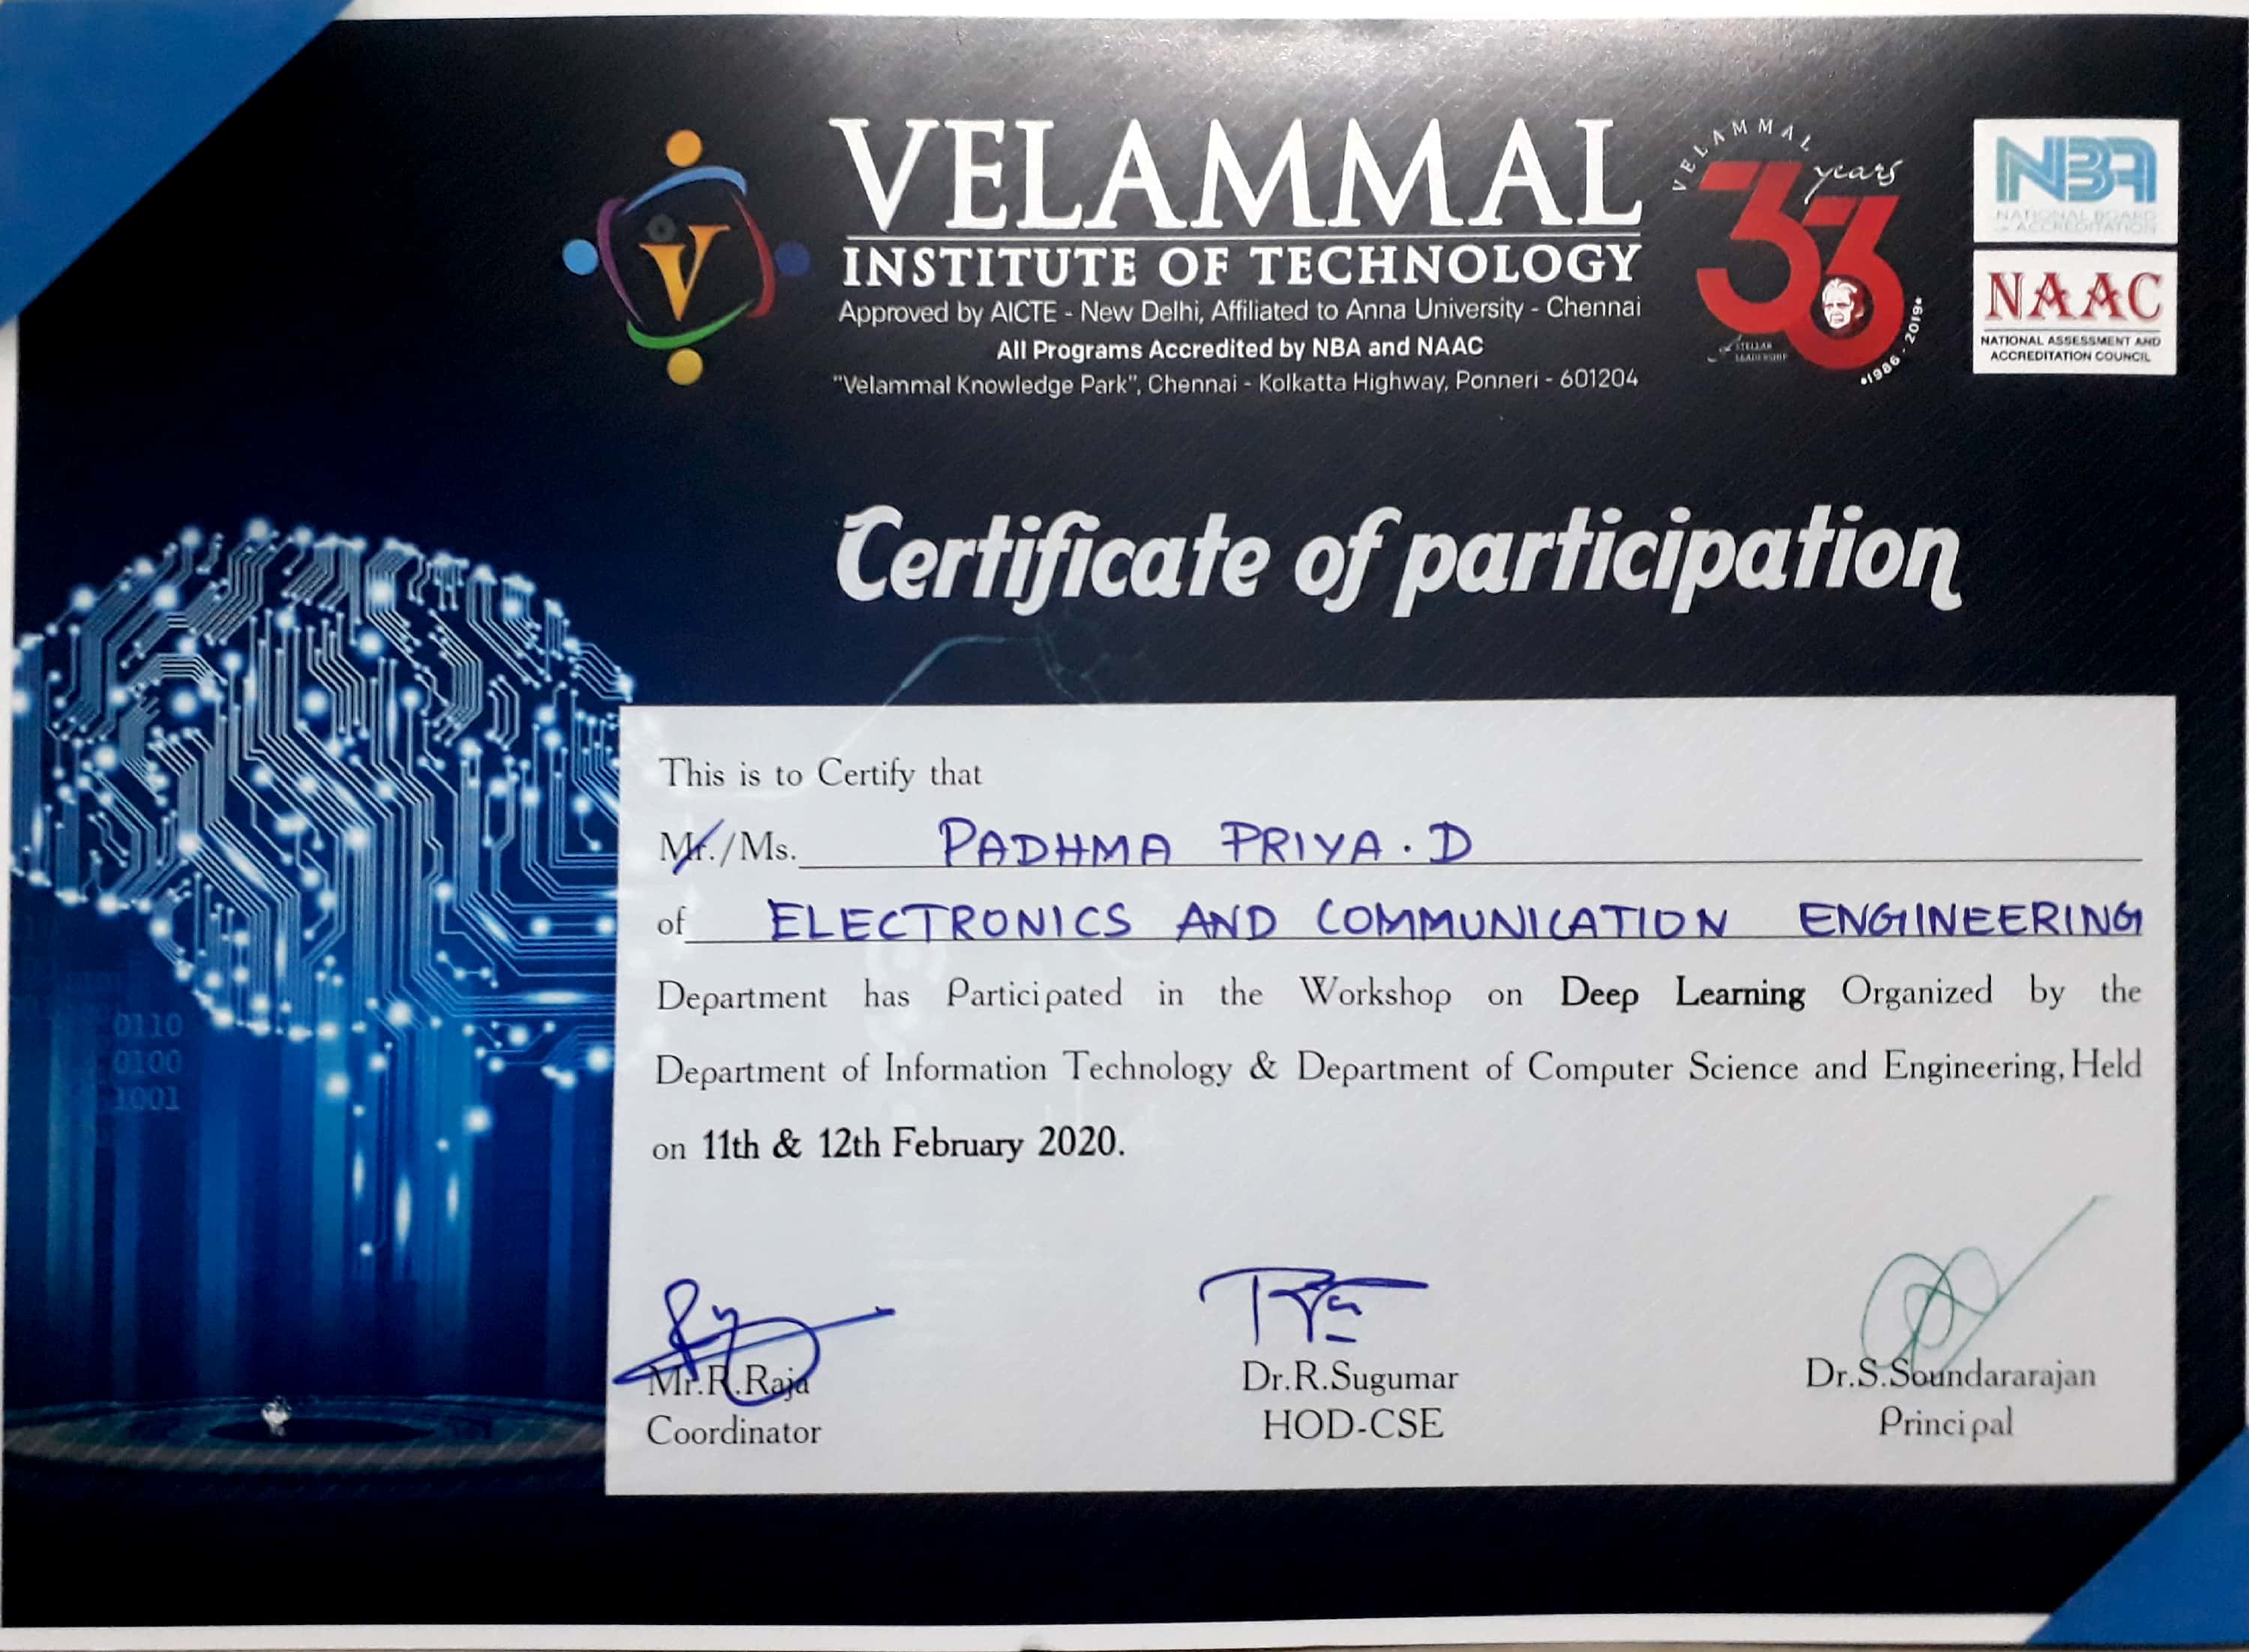 VELAMMAL
INSTITUTE OF TECHNOLOGY
Approved by AICTE - New Delhi, Affiliated to Anna University - Chennai
All Programs Accredited by NBA and NAAC
"Velammal Knowledge Park", Chennai - Kolkatta Highway, Ponneri - 601204
V
VELAMMAL
33 years
STELLAR
LEADERSHIP
•1986 - 2019•
NBA
NATIONAL BOARD
of ACCREDITATION
NAAC
NATIONAL ASSESSMENT AND
ACCREDITATION COUNCIL
Certificate of participation
This is to Certify that
Mr./Ms. PADHMA PRIYA. D
of ELECTRONICS AND COMMUNICATION ENGINEERING
Department has Participated in the Workshop on Deep Learning Organized by the
Department of Information Technology & Department of Computer Science and Engineering, Held
on 11th & 12th February 2020.
0110
0100
1001
Mr.R.Raja
Coordinator
Dr.R.Sugumar
HOD-CSE
Dr.S.Soundararajan
Principal